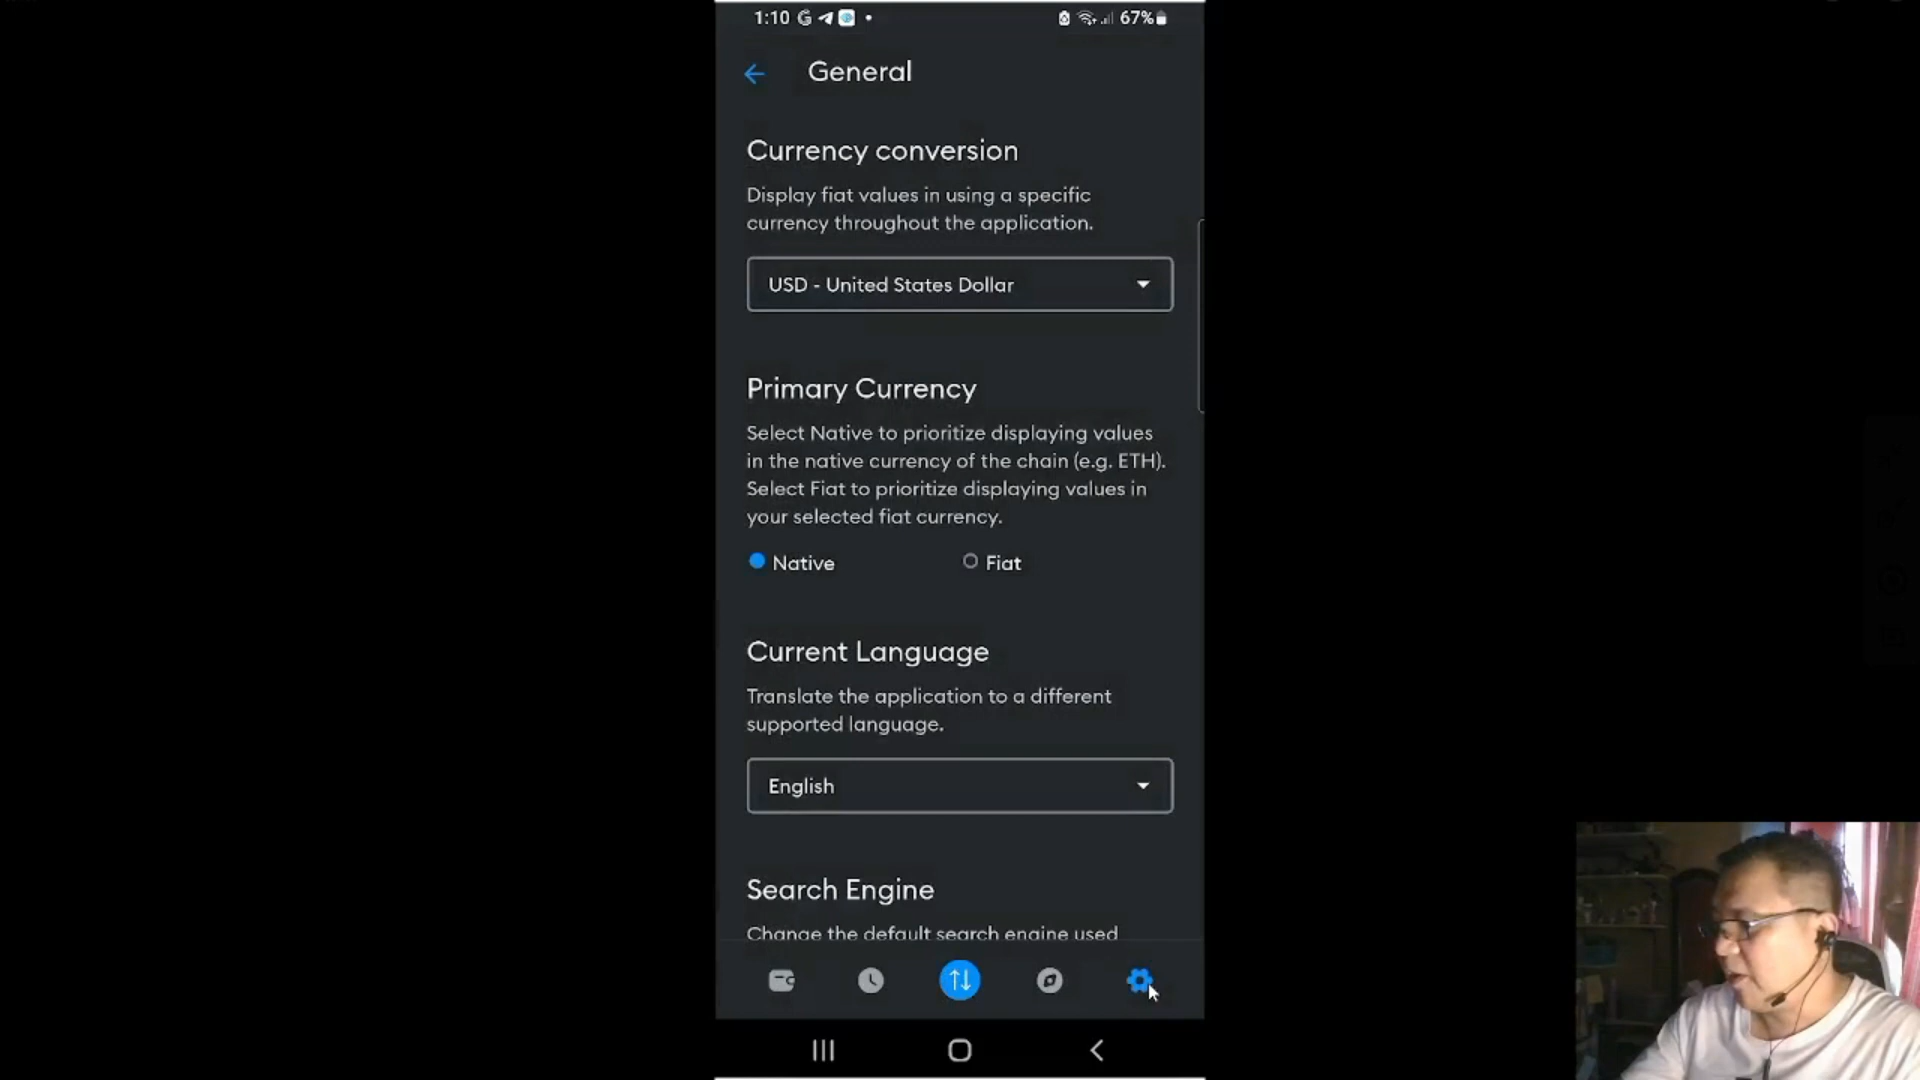 1:10
67%
General
Currency conversion
Display fiat values in using a specific
currency throughout the application.
USD - United States Dollar
Primary Currency
Select Native to prioritize displaying values
in the native currency of the chain (e.g. ETH).
Select Fiat to prioritize displaying values in
your selected fiat currency.
Native
Fiat
Current Language
Translate the application to a different
supported language.
English
Search Engine
Change the default search engine used